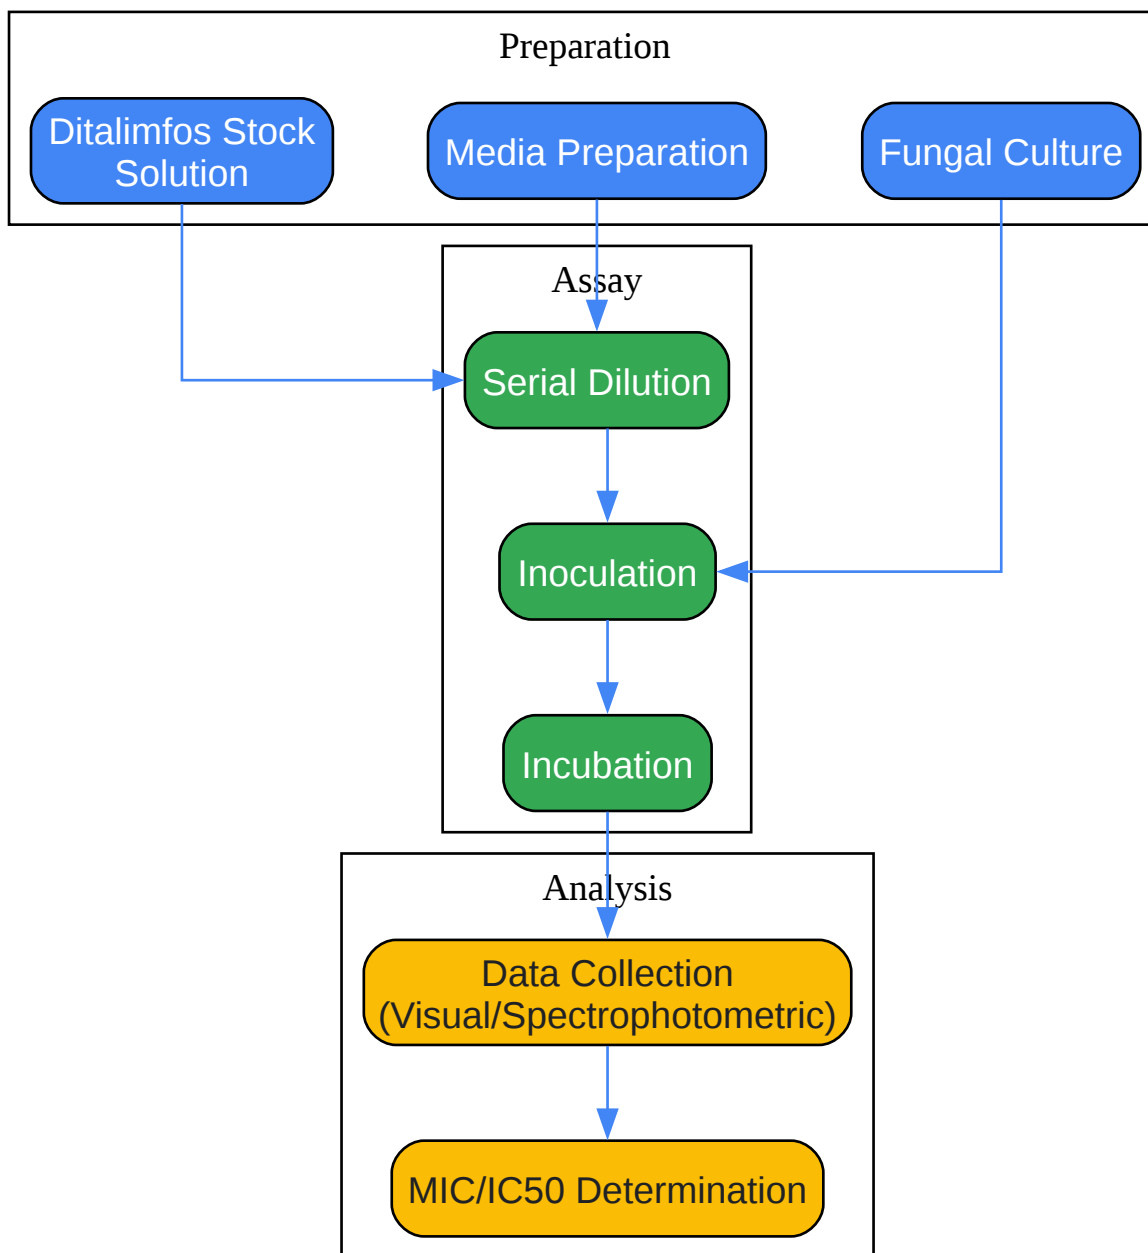 Preparation
Ditalimfos Stock
Solution
Media Preparation
Fungal Culture
Assay
Serial Dilution
Inoculation
Incubation
Analysis
Data Collection
(Visual/Spectrophotometric)
MIC/IC50 Determination